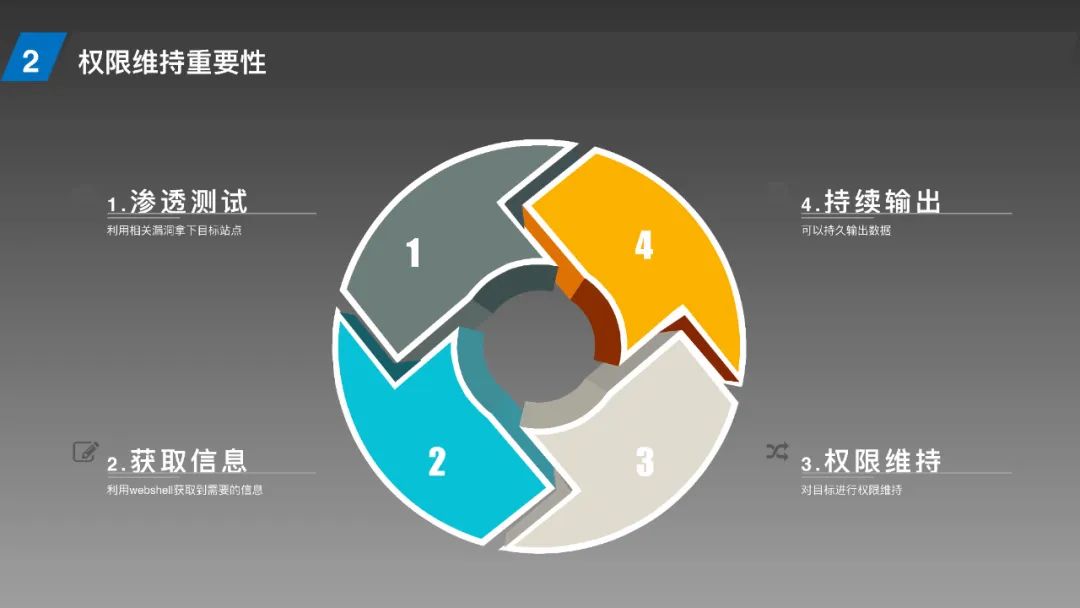 2
权限维持重要性
1.渗透测试
利用相关漏洞拿下目标站点
4.持续输出
可以持久输出数据
1
4
2
3
2.获取信息
利用webshell获取到需要的信息
3.权限维持
对目标进行权限维持